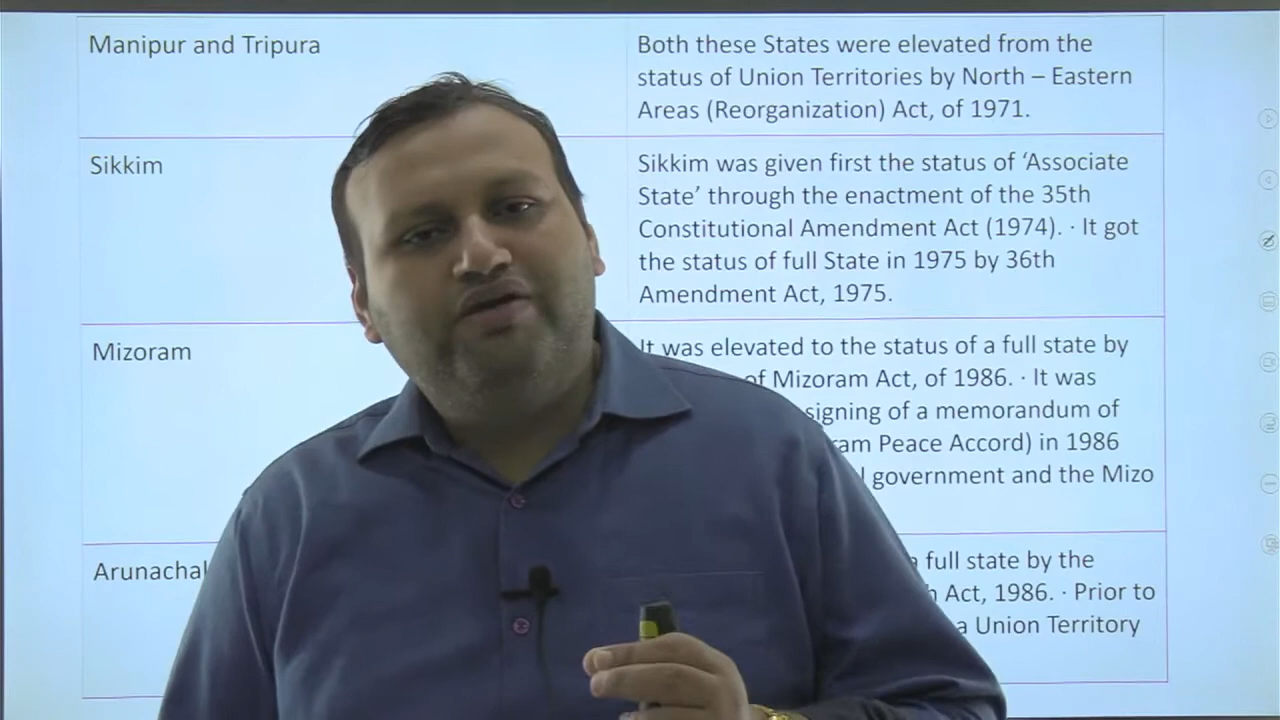 Manipur and Tripura
Both these States were elevated from the
status of Union Territories by North – Eastern
Areas (Reorganization) Act, of 1971.
Sikkim
Sikkim was given first the status of ‘Associate
State’ through the enactment of the 35th
Constitutional Amendment Act (1974). · It got
the status of full State in 1975 by 36th
Amendment Act, 1975.
Mizoram
It was elevated to the status of a full state by
of Mizoram Act, of 1986. · It was
signing of a memorandum of
Peace Accord) in 1986
government and the Mizo
Arunachal
a full state by the
Act, 1986. · Prior to
a Union Territory